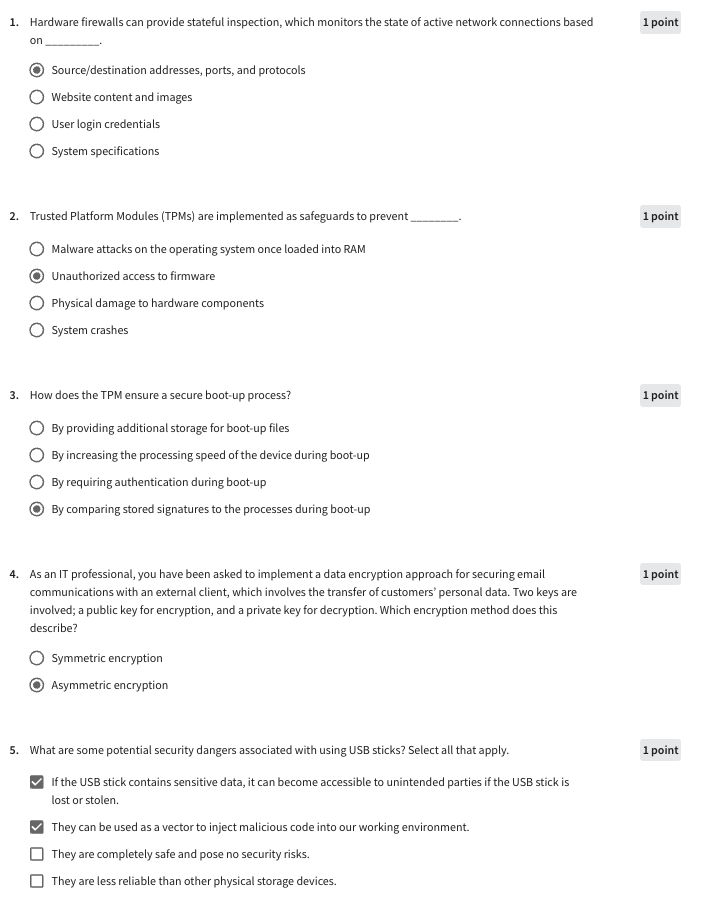 1. Hardware firewalls can provide stateful inspection, which monitors the state of active network connections based 1 point
on _________.
Source/destination addresses, ports, and protocols
Website content and images
User login credentials
System specifications
2. Trusted Platform Modules (TPMs) are implemented as safeguards to prevent ________. 1 point
Malware attacks on the operating system once loaded into RAM
Unauthorized access to firmware
Physical damage to hardware components
System crashes
3. How does the TPM ensure a secure boot-up process? 1 point
By providing additional storage for boot-up files
By increasing the processing speed of the device during boot-up
By requiring authentication during boot-up
By comparing stored signatures to the processes during boot-up
4. As an IT professional, you have been asked to implement a data encryption approach for securing email 1 point
communications with an external client, which involves the transfer of customers’ personal data. Two keys are
involved; a public key for encryption, and a private key for decryption. Which encryption method does this
describe?
Symmetric encryption
Asymmetric encryption
5. What are some potential security dangers associated with using USB sticks? Select all that apply. 1 point
If the USB stick contains sensitive data, it can become accessible to unintended parties if the USB stick is
lost or stolen.
They can be used as a vector to inject malicious code into our working environment.
They are completely safe and pose no security risks.
They are less reliable than other physical storage devices.